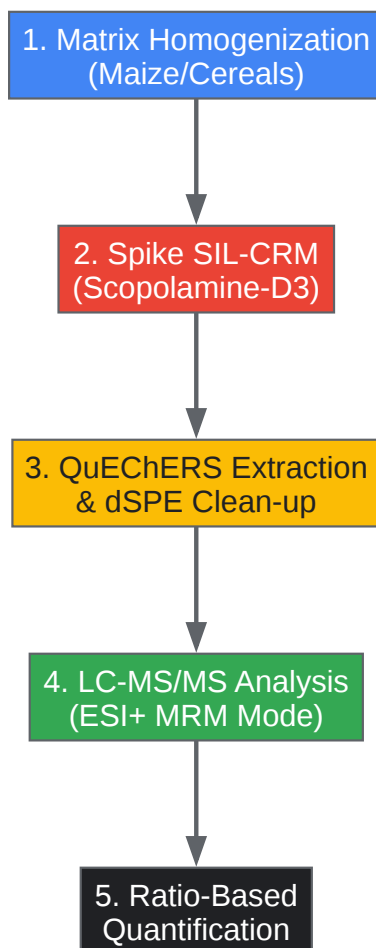 1. Matrix Homogenization
(Maize/Cereals)
2. Spike SIL-CRM
(Scopolamine-D3)
3. QuEChERS Extraction
& dSPE Clean-up
4. LC-MS/MS Analysis
(ESI+ MRM Mode)
5. Ratio-Based
Quantification